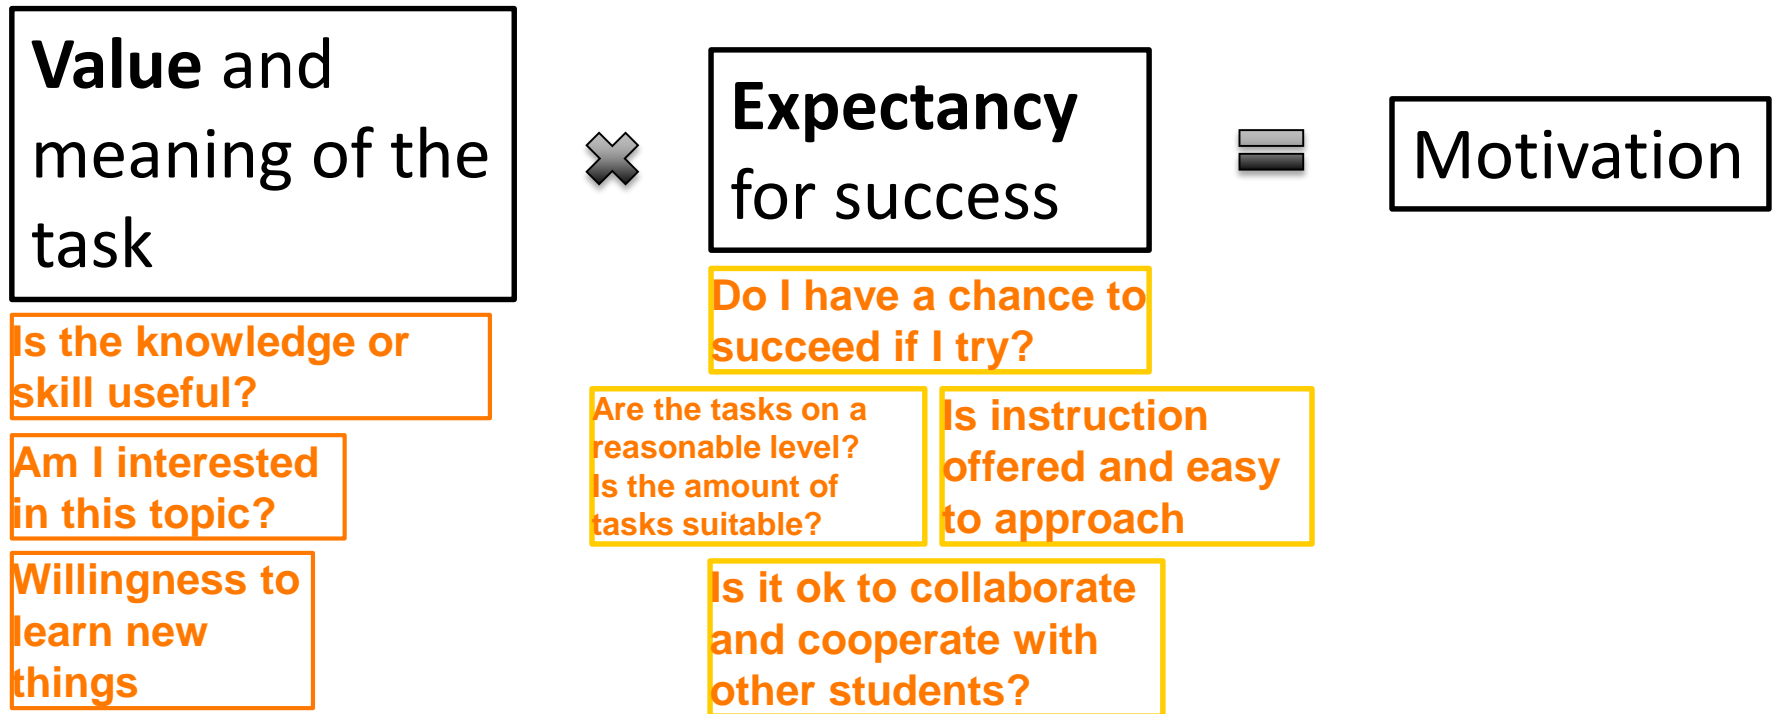 Value and
meaning of the
task
Expectancy
for success
Motivation
Is the knowledge or
skill useful?
Am I interested
in this topic?
Willingness to
learn new
things
Do I have a chance to
succeed if I try?
Are the tasks on a
reasonable level?
Is the amount of
tasks suitable?
Is instruction
offered and easy
to approach
Is it ok to collaborate
and cooperate with
other students?